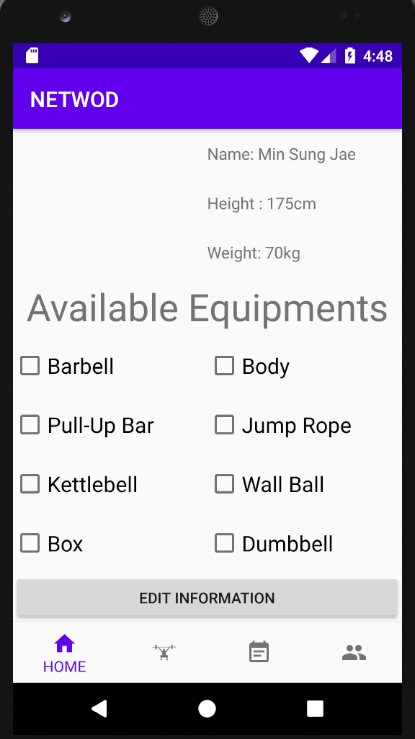 4:48
NETWOD
Name: Min Sung Jae
Height : 175cm
Weight: 70kg
Available Equipments
Barbell Body
Pull-Up Bar Jump Rope
Kettlebell Wall Ball
Box Dumbbell
EDIT INFORMATION
HOME